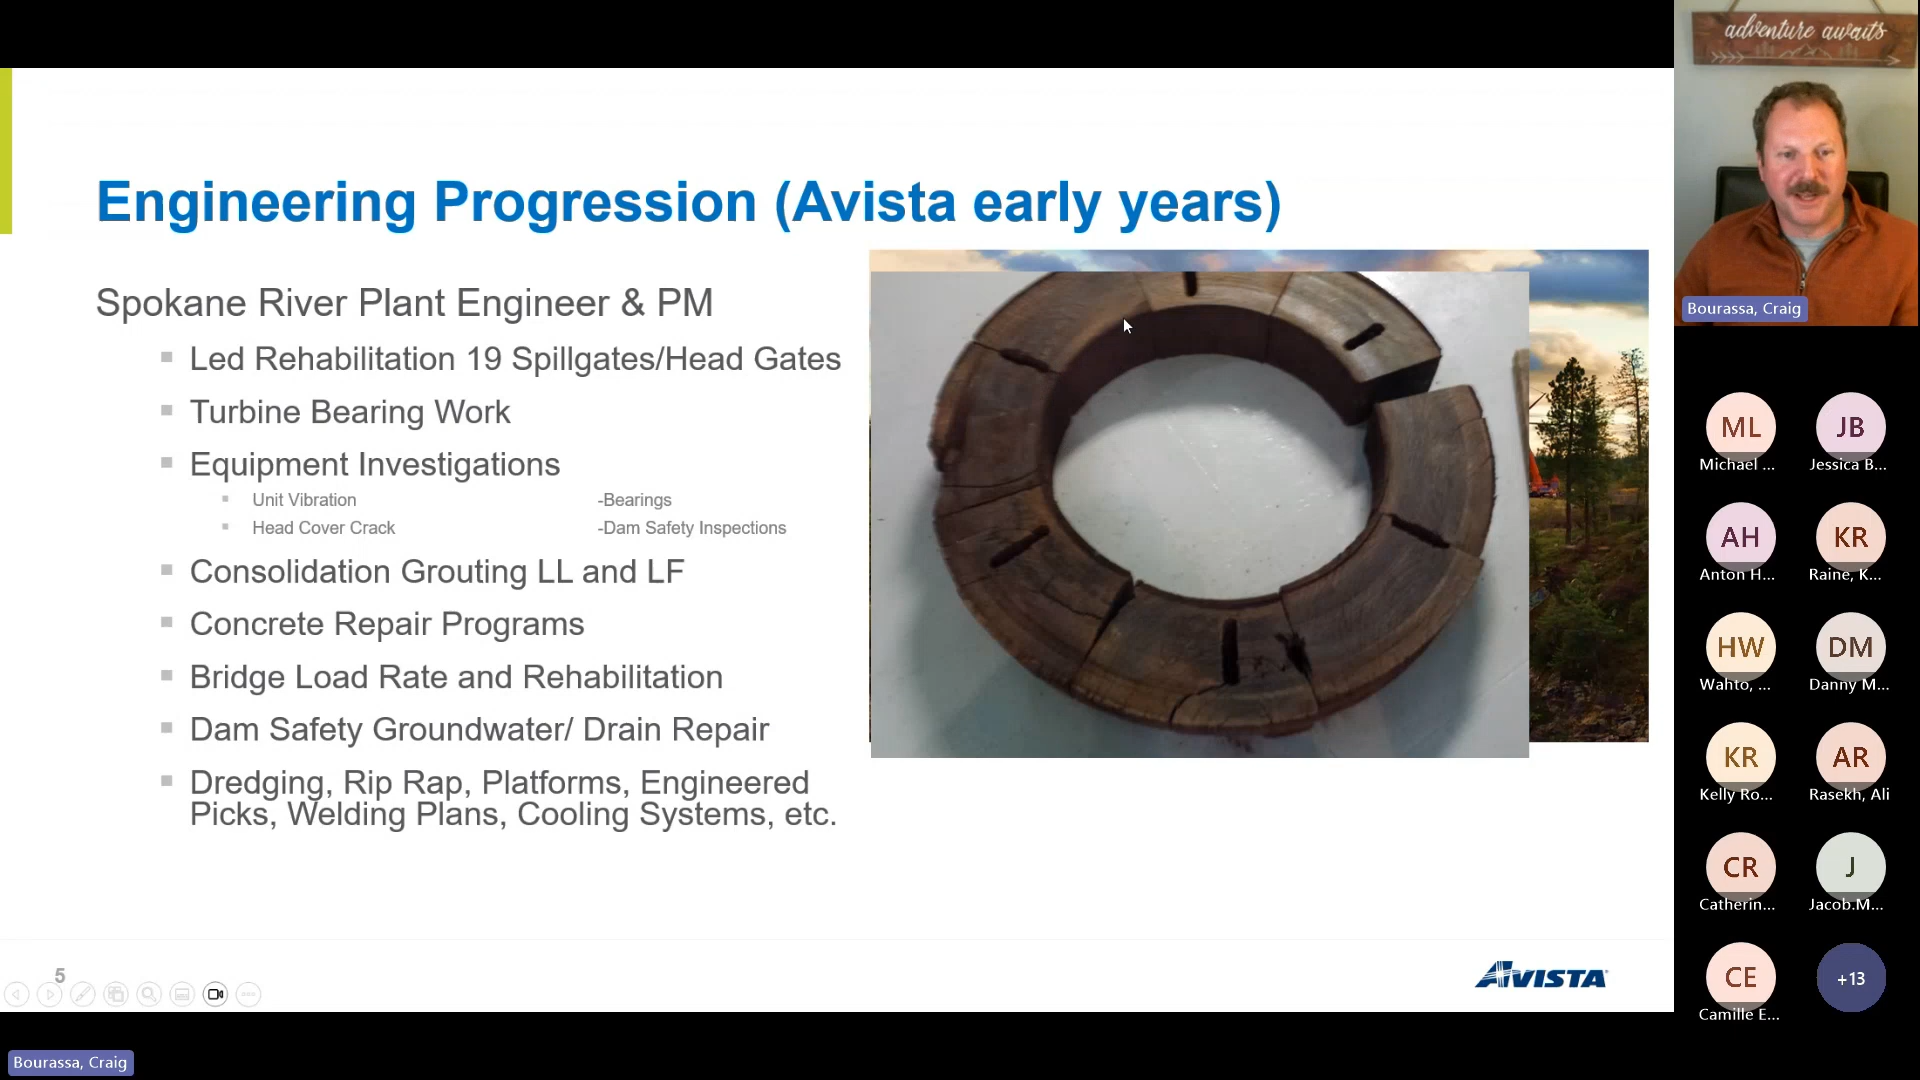 adventure awaits
Engineering Progression (Avista early years)
Spokane River Plant Engineer & PM
Led Rehabilitation 19 Spillgates/Head Gates
Turbine Bearing Work
Equipment Investigations
Unit Vibration -Bearings
Head Cover Crack -Dam Safety Inspections
Consolidation Grouting LL and LF
Concrete Repair Programs
Bridge Load Rate and Rehabilitation
Dam Safety Groundwater/ Drain Repair
Dredging, Rip Rap, Platforms, Engineered
Picks, Welding Plans, Cooling Systems, etc.
5
AVISTA
Bourassa, Craig
Bourassa, Craig
ML JB
Michael ... Jessica B...
AH KR
Anton H... Raine, K...
HW DM
Wahto, ... Danny M...
KR AR
Kelly Ro... Rasekh, Ali
CR J
Catherin... Jacob.M...
CE +13
Camille E...